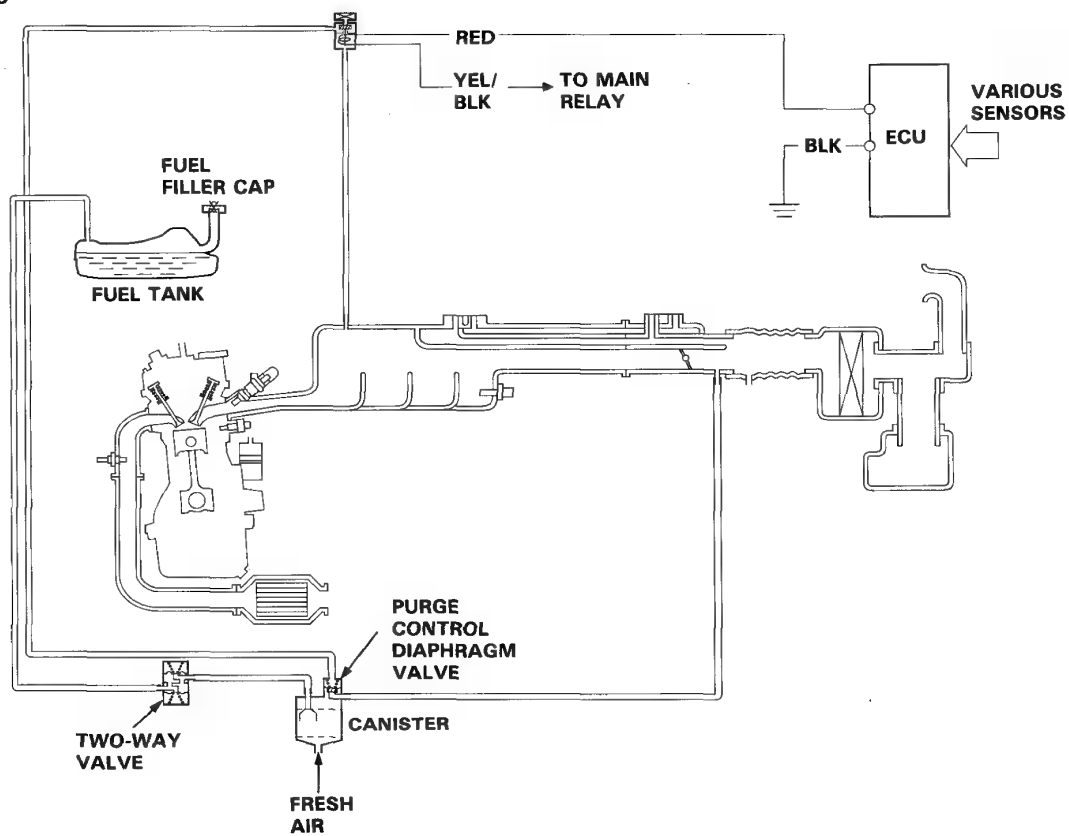 RED
YEL/
BLK
TO MAIN
RELAY
VARIOUS
SENSORS
ECU
BLK
FUEL
FILLER CAP
FUEL TANK
PURGE
CONTROL
DIAPHRAGM
VALVE
CANISTER
TWO-WAY
VALVE
FRESH
AIR